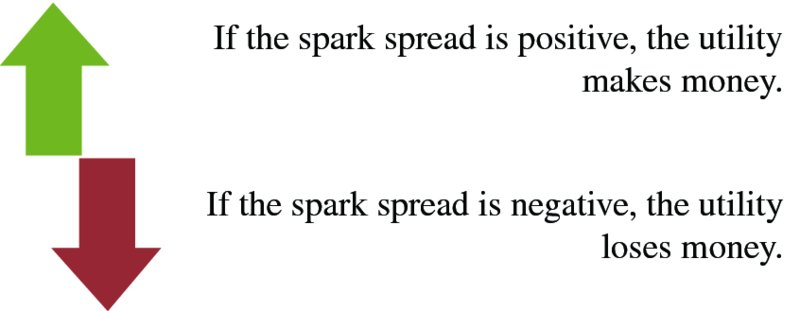 If the spark spread is positive, the utility
makes money.
If the spark spread is negative, the utility
loses money.